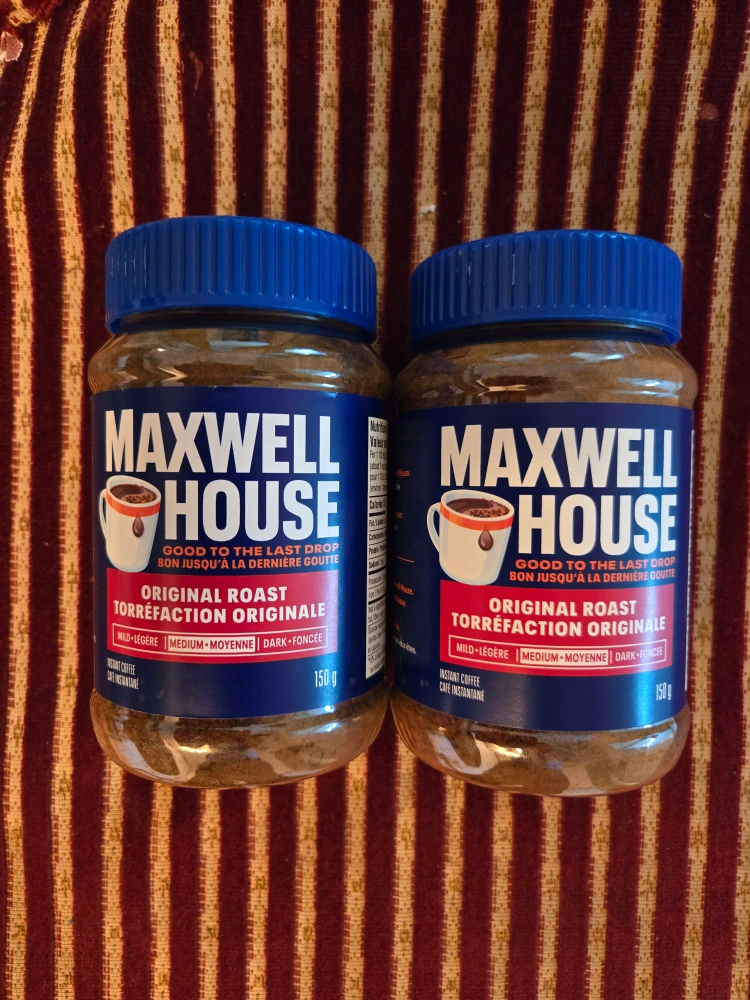 MAXWELL
HOUSE
GOOD TO THE LAST DROP
BON JUSQU'À LA DERNIÈRE GOUTTE
ORIGINAL ROAST
TORRÉFACTION ORIGINALE
MILD • LÉGÈRE MEDIUM • MOYENNE DARK • FONCÉE
INSTANT COFFEE
CAFÉ INSTANTANÉ
150 g
MAXWELL
HOUSE
GOOD TO THE LAST DROP
BON JUSQU'À LA DERNIÈRE GOUTTE
ORIGINAL ROAST
TORRÉFACTION ORIGINALE
MILD • LÉGÈRE MEDIUM • MOYENNE DARK • FONCÉE
INSTANT COFFEE
CAFÉ INSTANTANÉ
150 g